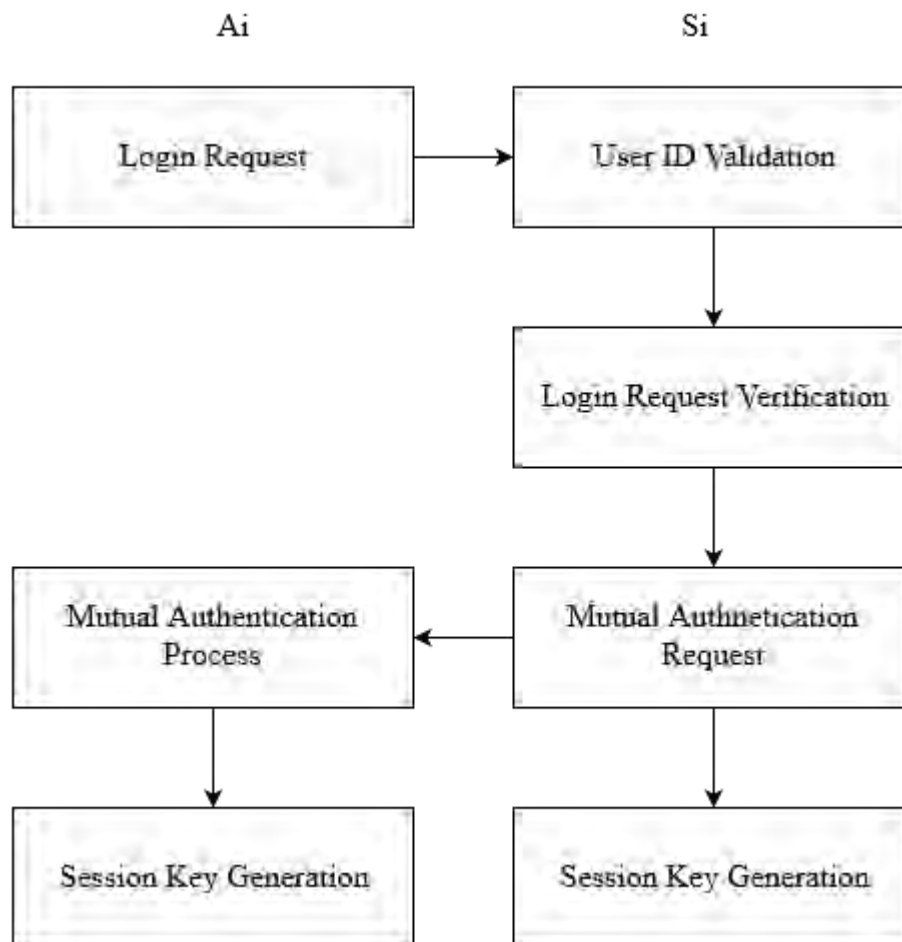 Ai
Si
Login Request
User ID Validation
Login Request Verification
Mutual Authentication
Process
Mutual Authnetication
Request
Session Key Generation
Session Key Generation